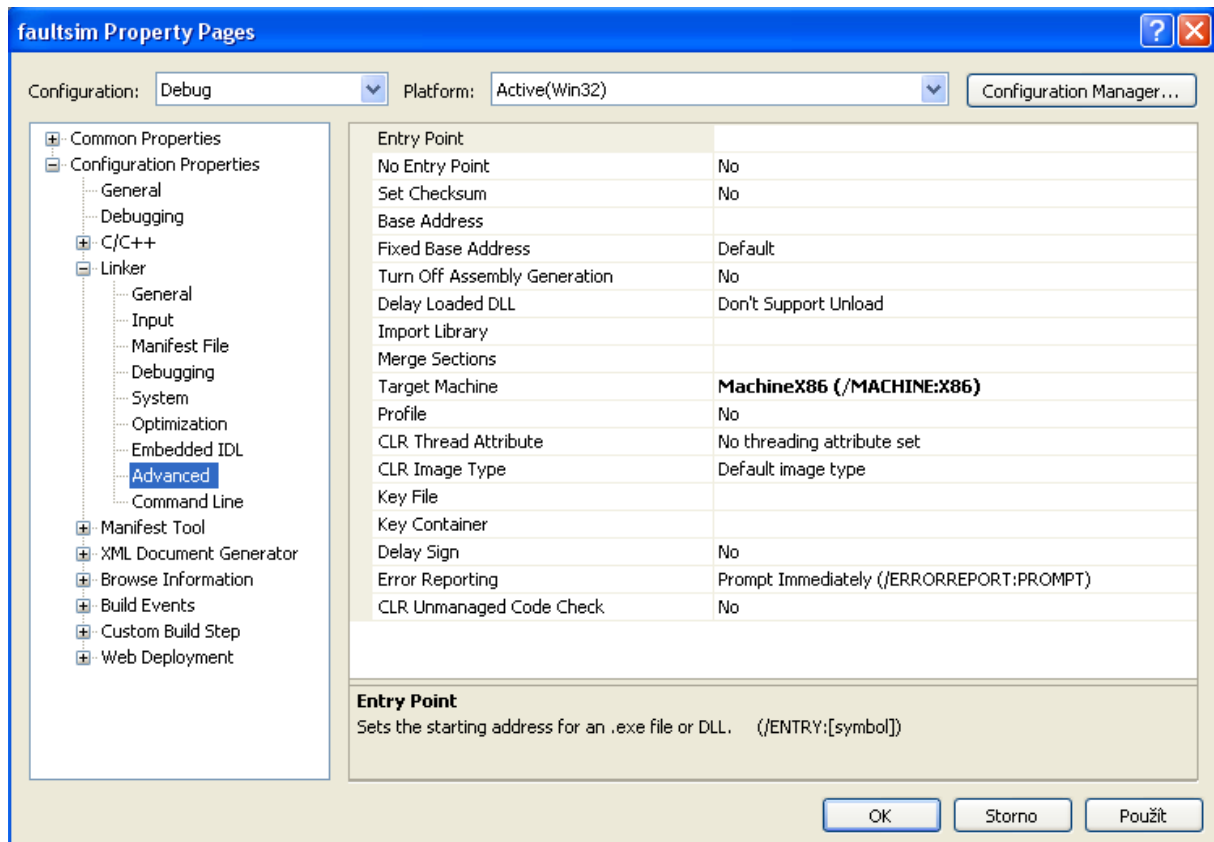 faultsim Property Pages
Configuration: Debug Platform: Active(Win32) Configuration Manager...
Common Properties
Configuration Properties
General
Debugging
C/C++
Linker
General
Input
Manifest File
Debugging
System
Optimization
Embedded IDL
Advanced
Command Line
Manifest Tool
XML Document Generator
Browse Information
Build Events
Custom Build Step
Web Deployment
Entry Point
No Entry Point No
Set Checksum No
Base Address
Fixed Base Address Default
Turn Off Assembly Generation No
Delay Loaded DLL Don't Support Unload
Import Library
Merge Sections
Target Machine MachineX86 (/MACHINE:X86)
Profile No
CLR Thread Attribute No threading attribute set
CLR Image Type Default image type
Key File
Key Container
Delay Sign No
Error Reporting Prompt Immediately (/ERRORREPORT:PROMPT)
CLR Unmanaged Code Check No
Entry Point
Sets the starting address for an .exe file or DLL. (/ENTRY:[symbol])
OK Storno Použít